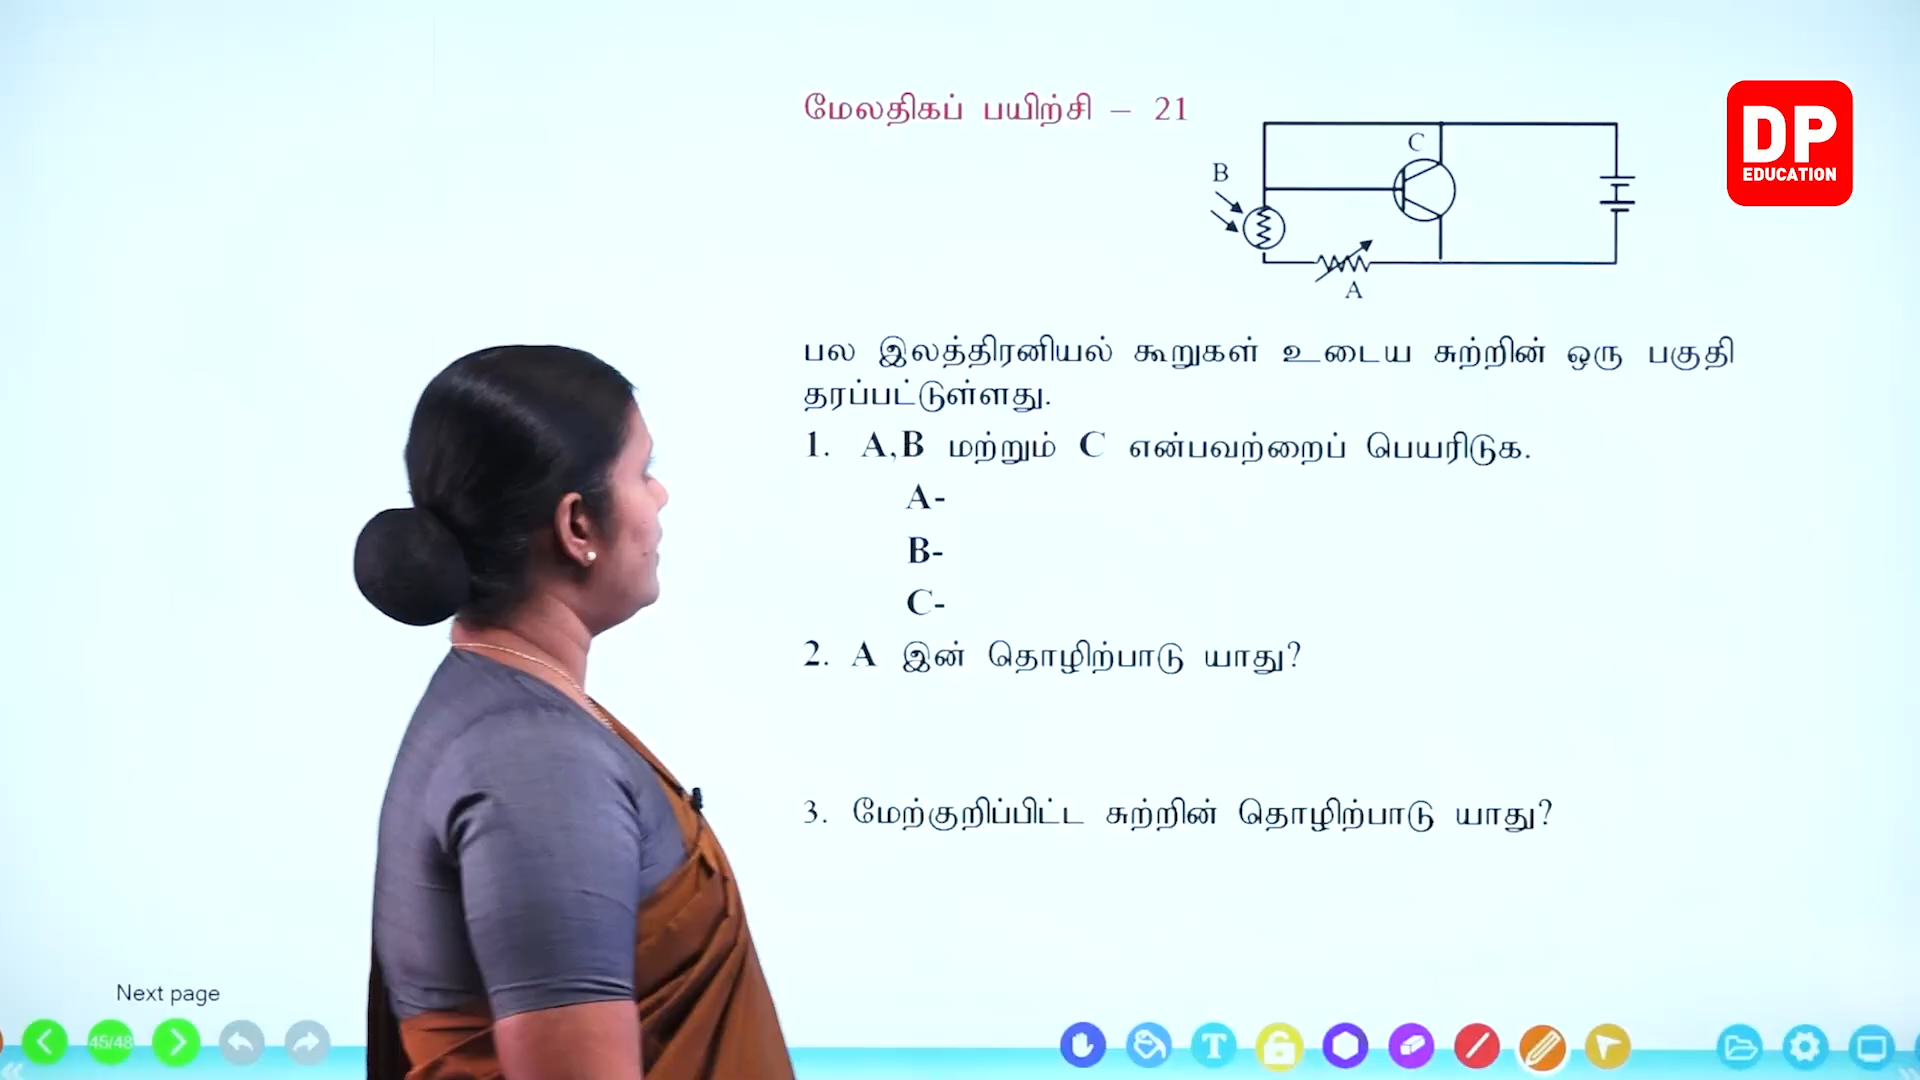 மேலதிகப் பயிற்சி – 21
DP
EDUCATION
C
B
A
பல இலத்திரனியல் கூறுகள் உடைய சுற்றின் ஒரு பகுதி
தரப்பட்டுள்ளது.
1. A,B மற்றும் C என்பவற்றைப் பெயரிடுக.
A-
B-
C-
2. A இன் தொழிற்பாடு யாது?
3. மேற்குறிப்பிட்ட சுற்றின் தொழிற்பாடு யாது?
Next page
45/48
T